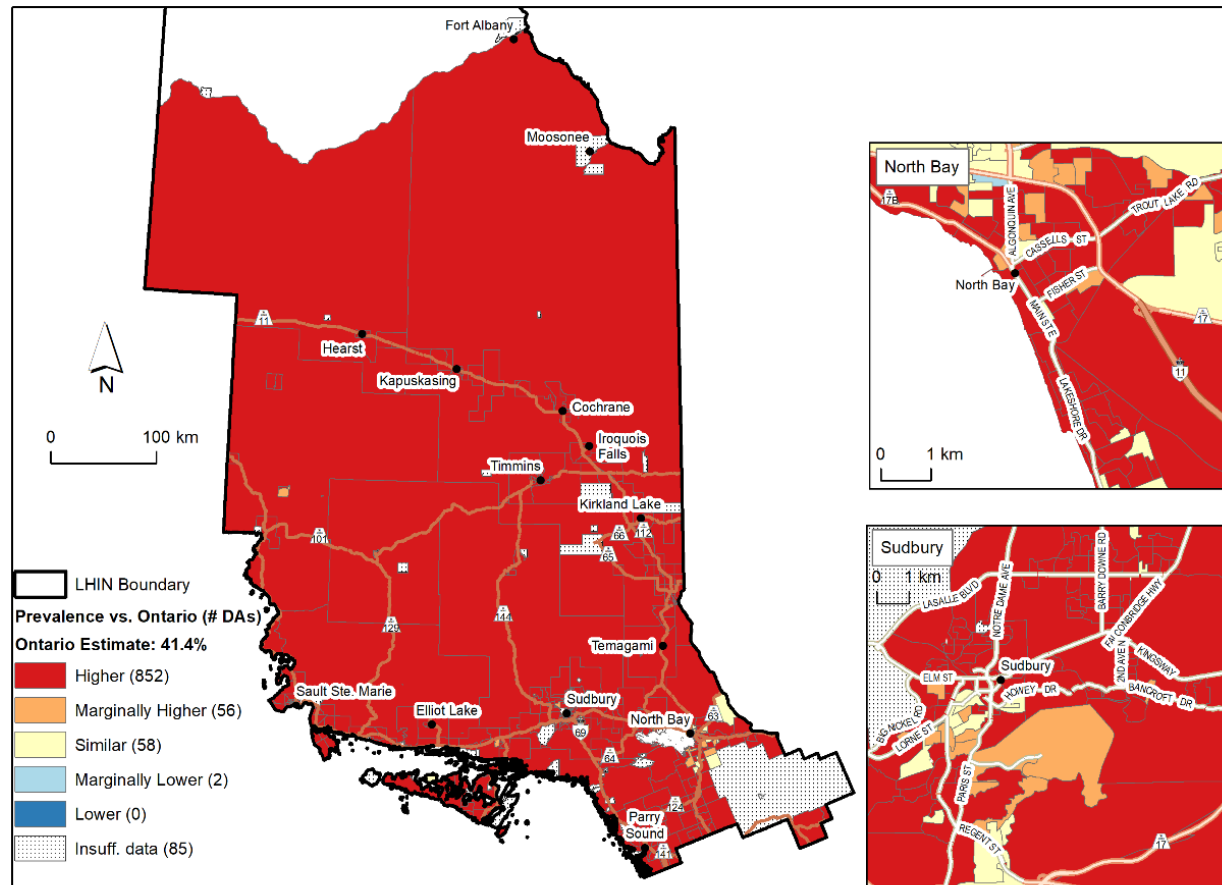 Fort Albany
Moosonee
11
Hearst
Kapuskasing
Cochrane
Iroquois
Falls
Timmins
Kirkland Lake
66
112
65
101
129
144
Temagami
Sault Ste. Marie
Elliot Lake
Sudbury
69
North Bay
63
64
124
Parry
Sound
141
N
0 100 km
LHIN Boundary
Prevalence vs. Ontario (# DAs)
Ontario Estimate: 41.4%
Higher (852)
Marginally Higher (56)
Similar (58)
Marginally Lower (2)
Lower (0)
Insuff. data (85)
North Bay
17B
ALGONQUIN AVE
TROUT LAKE RD
CASSELLS ST
North Bay
FISHER ST
MAIN ST E
17
11
LAKESHORE DR
0 1 km
Sudbury
0 1 km
LASALLE BLVD
NOTRE DAME AVE
BARRY DOWNE RD
FALCONBRIDGE HWY
KINGSWAY
2ND AVE N
BANCROFT DR
Sudbury
ELM ST
HOWEY DR
BIG NICKEL RD
LORNE ST
PARIS ST
REGENT ST
17